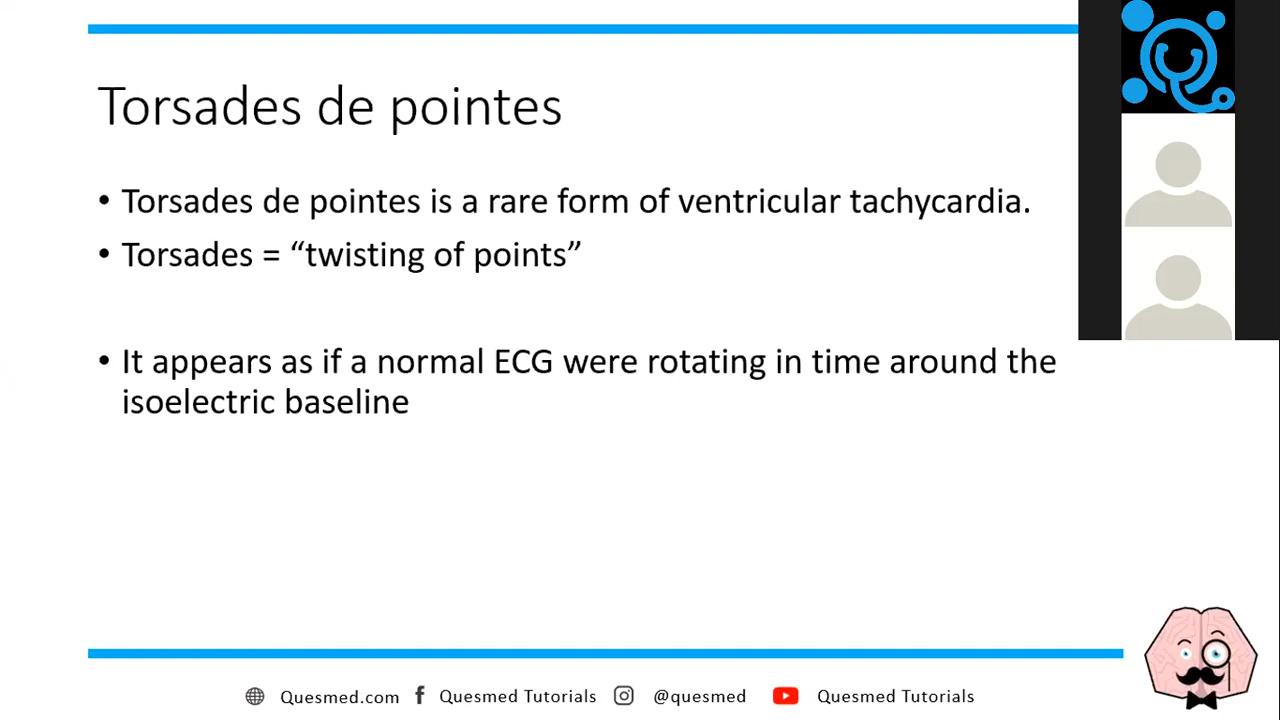 Torsades de pointes
• Torsades de pointes is a rare form of ventricular tachycardia.
• Torsades = “twisting of points”
• It appears as if a normal ECG were rotating in time around the
isoelectric baseline
Quesmed.com Quesmed Tutorials @quesmed Quesmed Tutorials